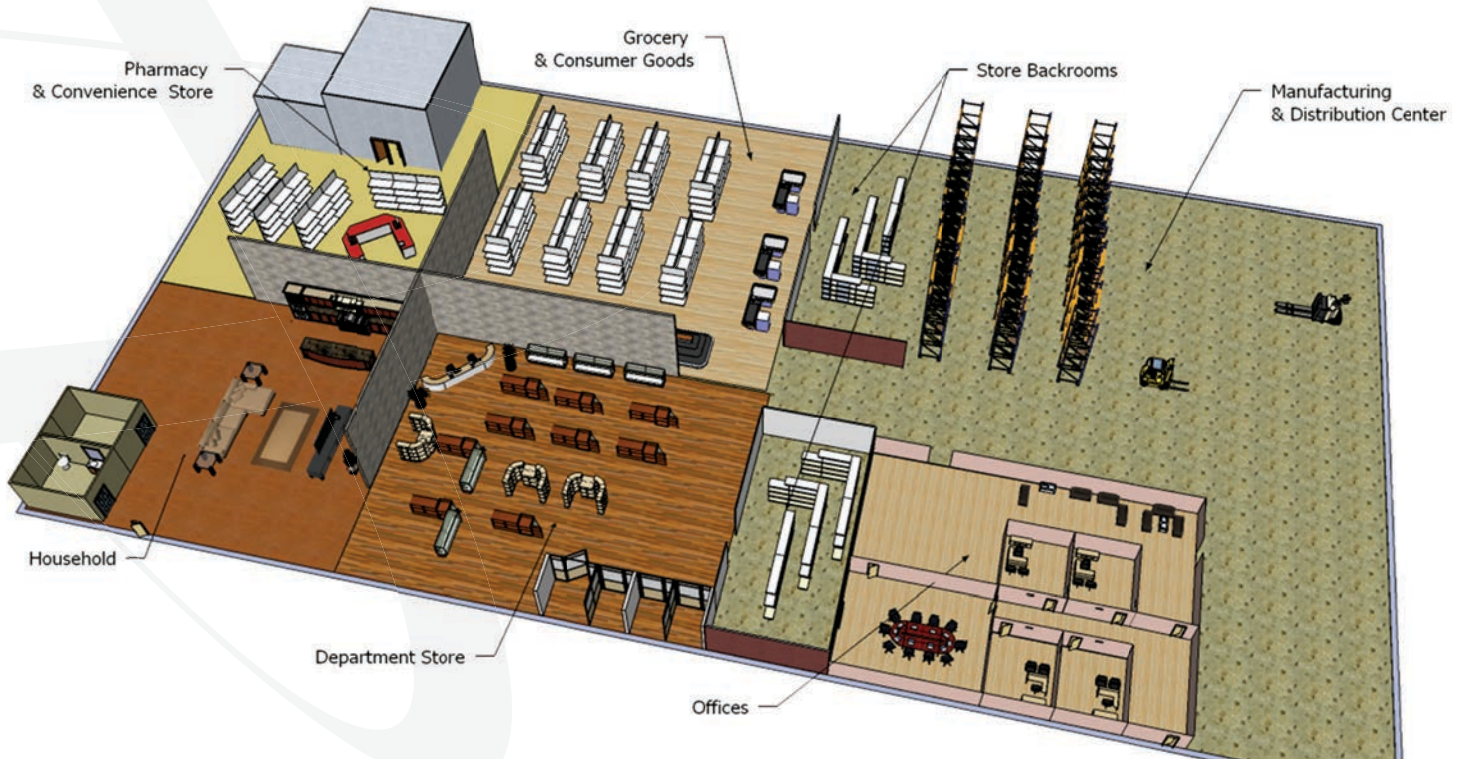 Pharmacy
& Convenience Store
Grocery
& Consumer Goods
Store Backrooms
Manufacturing
& Distribution Center
Household
Department Store
Offices